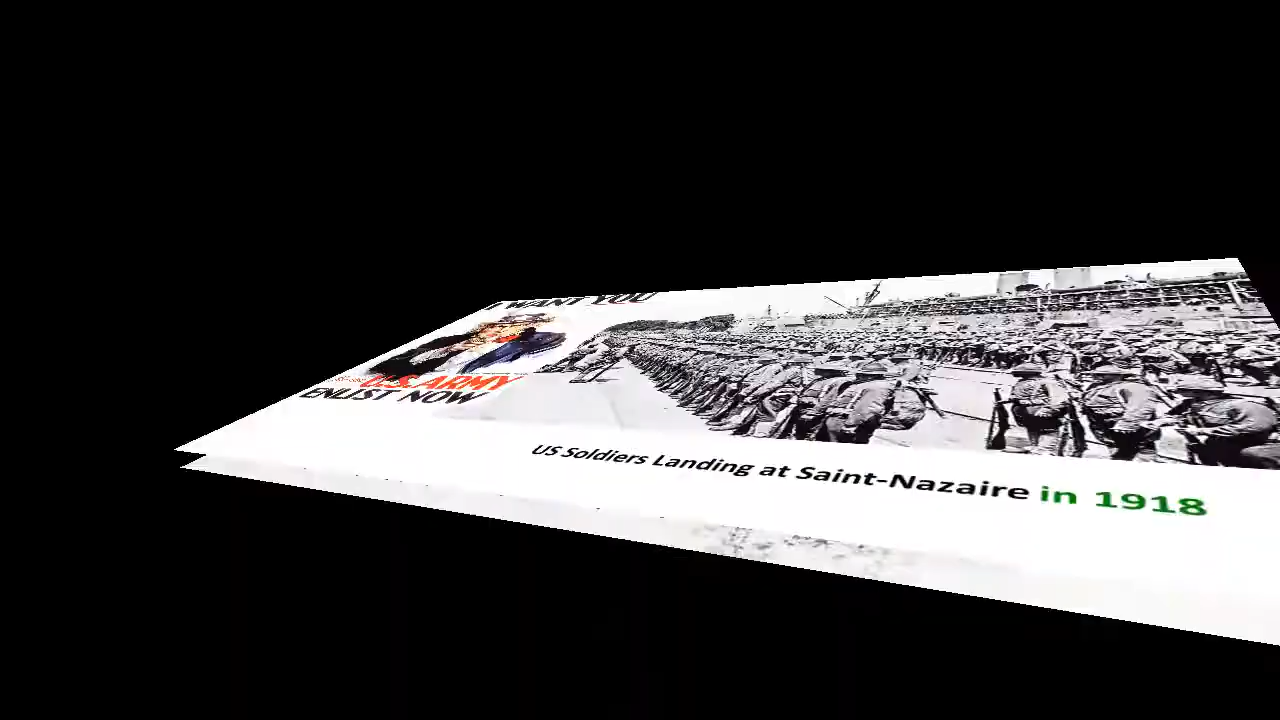 I WANT YOU
U.S. ARMY
ENLIST NOW
US Soldiers Landing at Saint-Nazaire in 1918